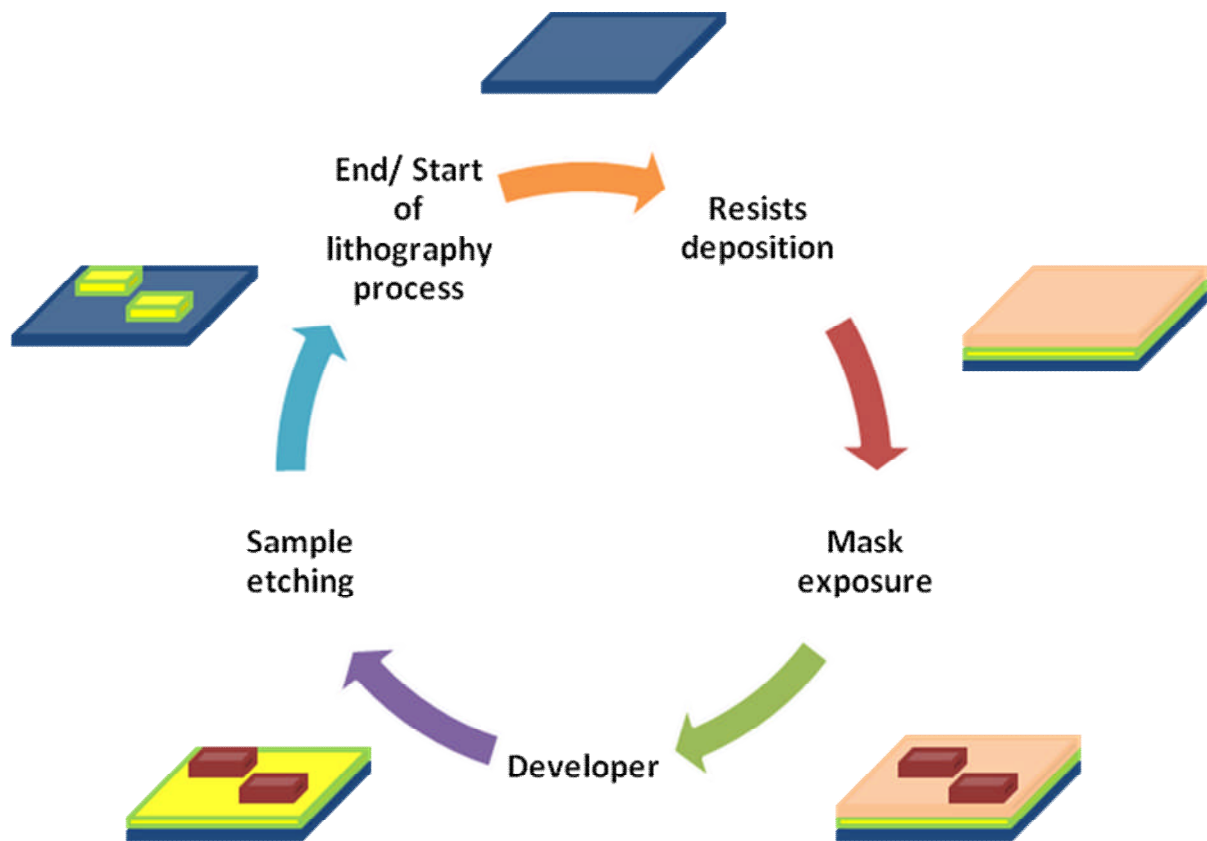 End/ Start
of
lithography
process
Resists
deposition
Mask
exposure
Developer
Sample
etching